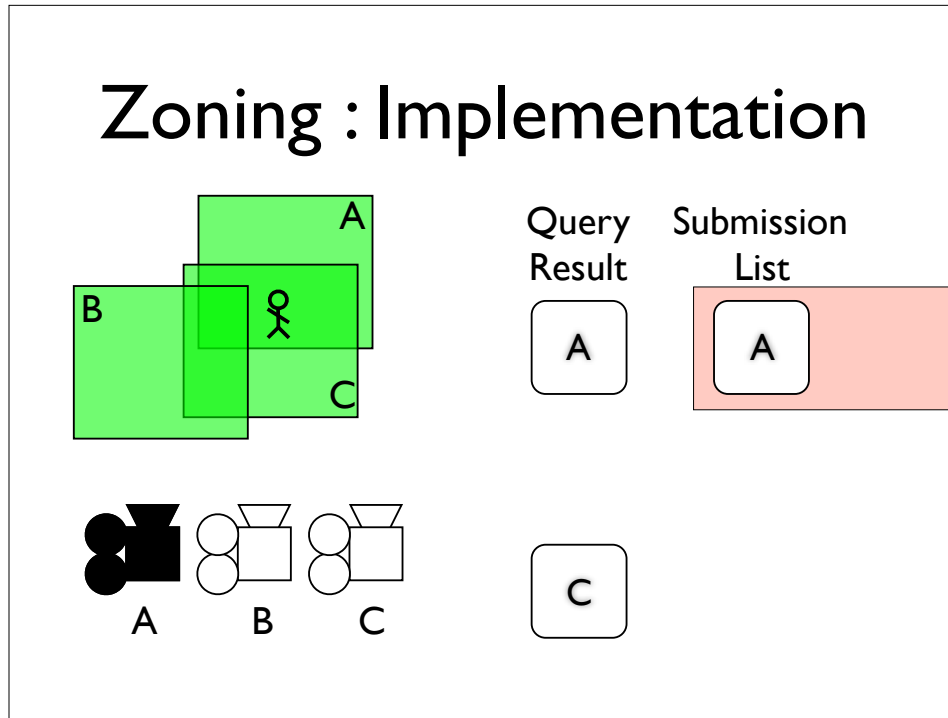 Zoning : Implementation
A
B
C
Query
Result
Submission
List
A
A
C
A B C